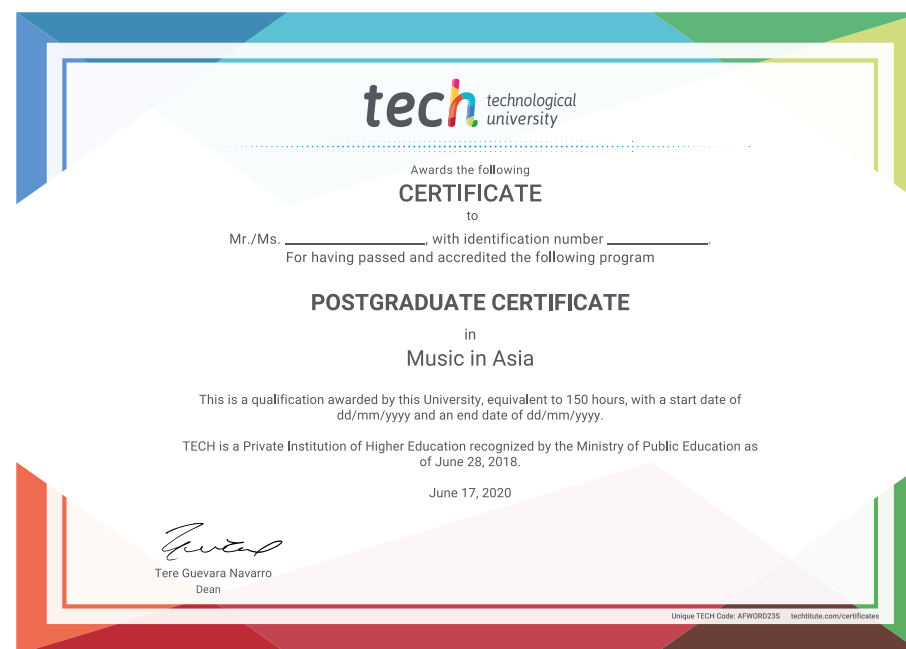 tech technological
university
Awards the following
CERTIFICATE
to
Mr./Ms. ____________________, with identification number ______________.
For having passed and accredited the following program
POSTGRADUATE CERTIFICATE
in
Music in Asia
This is a qualification awarded by this University, equivalent to 150 hours, with a start date of
dd/mm/yyyy and an end date of dd/mm/yyyy.
TECH is a Private Institution of Higher Education recognized by the Ministry of Public Education as
of June 28, 2018.
June 17, 2020
Tere Guevara Navarro
Dean
Unique TECH Code: AFWORD23S techtitute.com/certificates